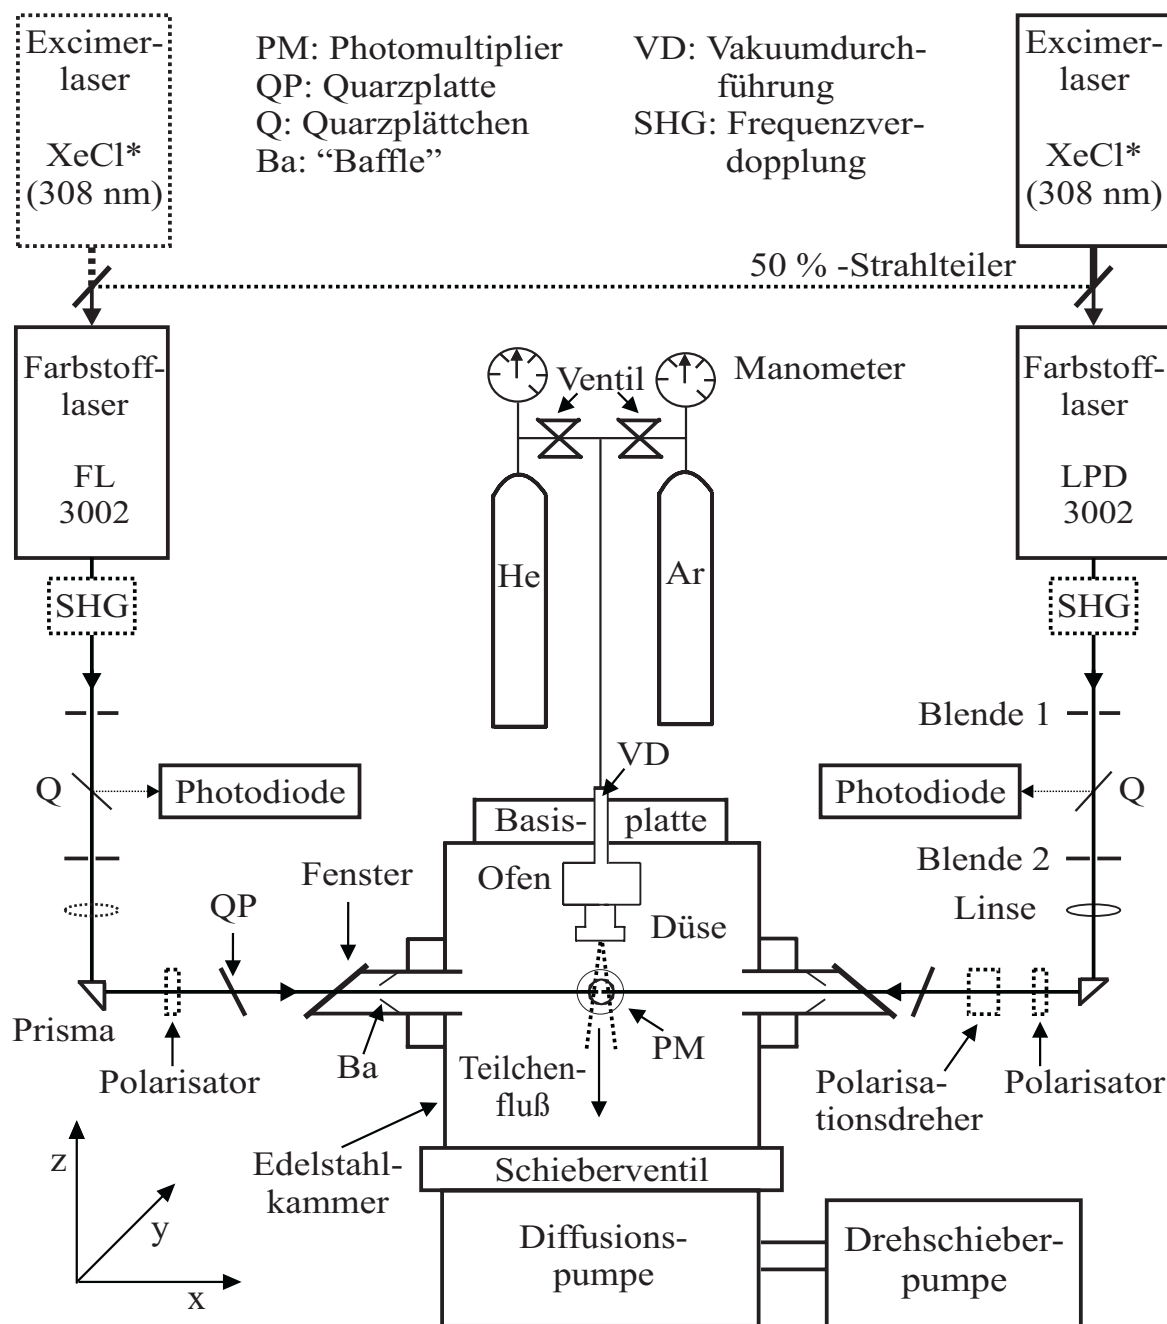 Excimer-
laser
XeCl*
(308 nm)
PM: Photomultiplier
QP: Quarzplatte
Q: Quarzplättchen
Ba: “Baffle”
VD: Vakuumdurch-
führung
SHG: Frequenzver-
dopplung
Excimer-
laser
XeCl*
(308 nm)
50 % -Strahlteiler
Farbstoff-
laser
FL
3002
Ventil
Manometer
Farbstoff-
laser
LPD
3002
He
Ar
SHG
SHG
Blende 1
VD
Q
Photodiode
Photodiode
Q
Basis-
platte
Blende 2
Fenster
Ofen
QP
Düse
Linse
Prisma
Polarisator
Ba
Teilchen-
fluß
PM
Polarisa-
tionsdreher
Polarisator
z
y
x
Edelstahl-
kammer
Schieberventil
Diffusions-
pumpe
Drehschieber-
pumpe